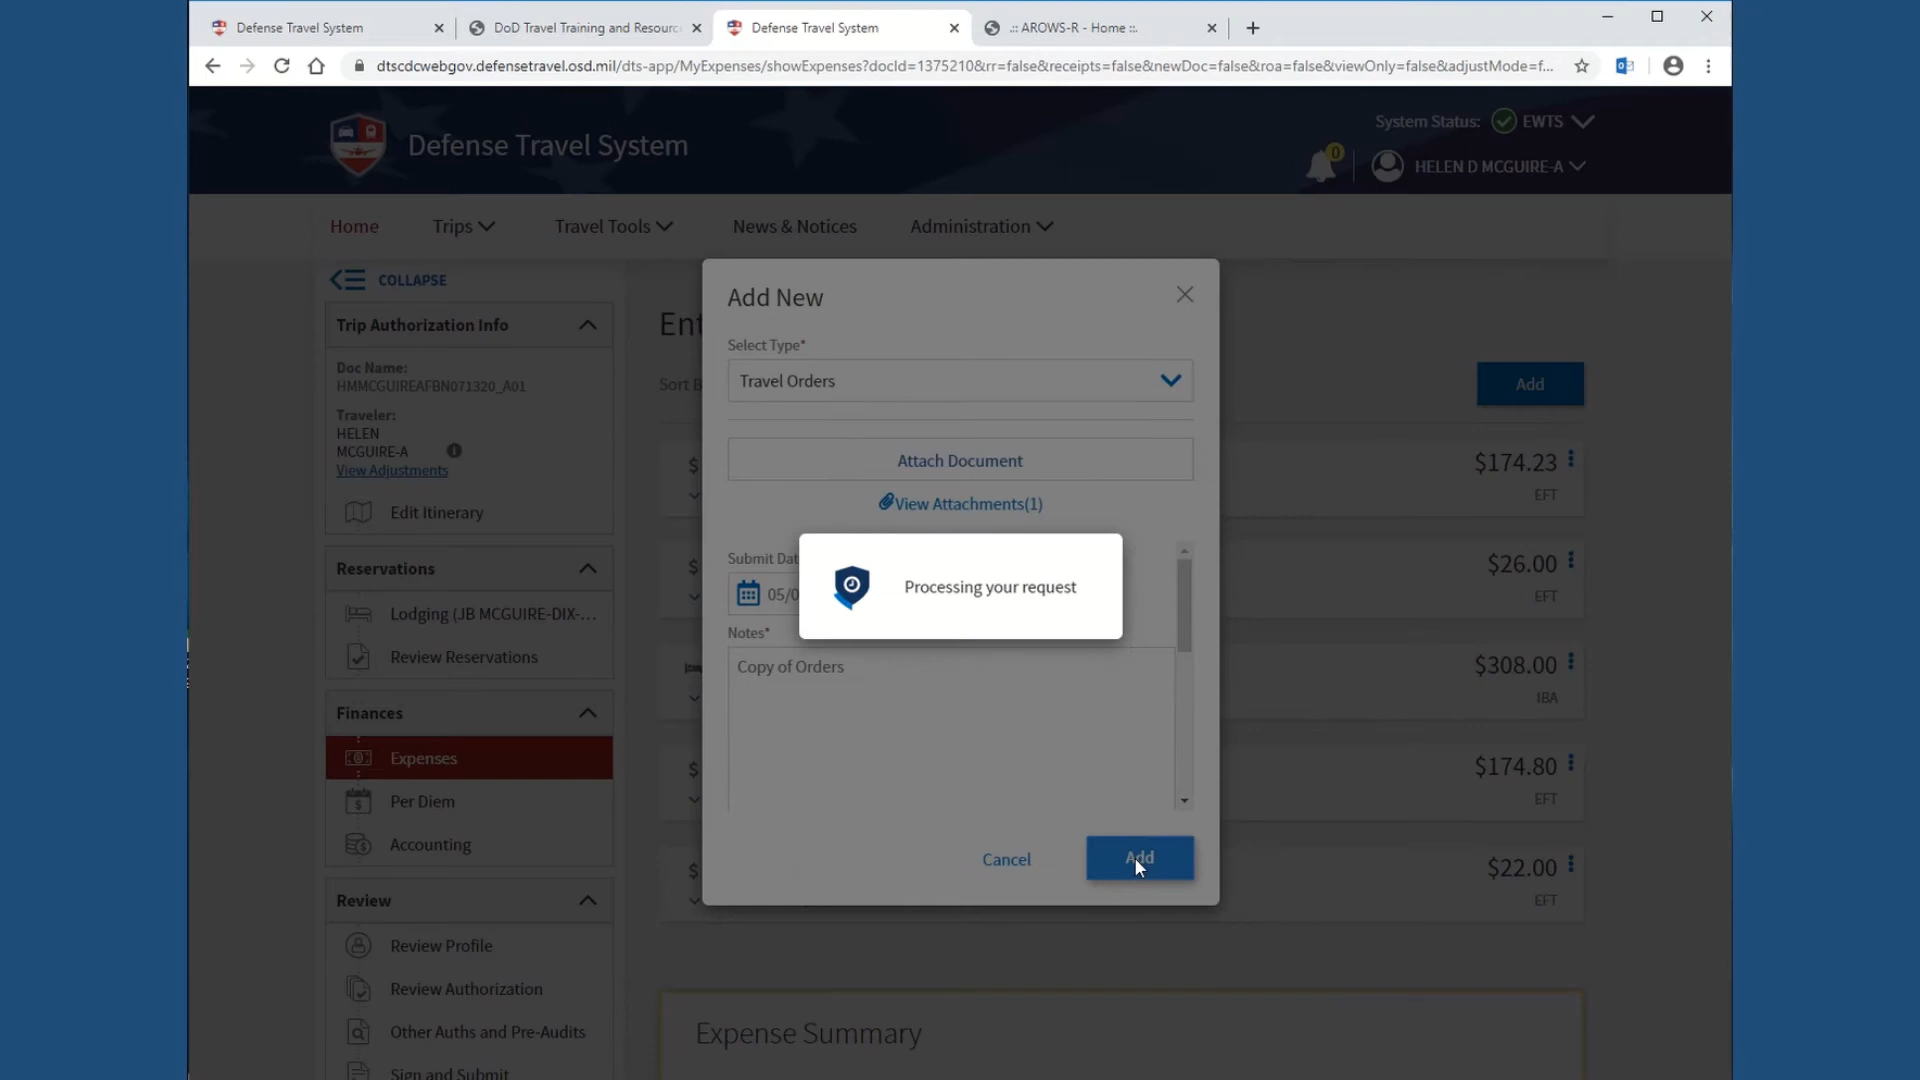 Defense Travel System
DoD Travel Training and Resourc
Defense Travel System
.:: AROWS-R - Home ::.
dtscdcwebgov.defensetravel.osd.mil/dts-app/MyExpenses/showExpenses?docId=1375210&rr=false&receipts=false&newDoc=false&roa=false&viewOnly=false&adjustMode=f...
Defense Travel System
System Status: EWTS
0
HELEN D MCGUIRE-A
Home
Trips
Travel Tools
News & Notices
Administration
COLLAPSE
Trip Authorization Info
Doc Name:
HMMCGUIREAFBN071320_A01
Traveler:
HELEN
MCGUIRE-A
View Adjustments
Edit Itinerary
Reservations
Lodging (JB MCGUIRE-DIX-...
Review Reservations
Finances
Expenses
Per Diem
Accounting
Review
Review Profile
Review Authorization
Other Auths and Pre-Audits
Sign and Submit
Ent
Sort B
Add
$174.23
EFT
$26.00
EFT
$308.00
IBA
$174.80
EFT
$22.00
EFT
Add New
Select Type*
Travel Orders
Attach Document
View Attachments(1)
Submit Dat
05/0
Processing your request
Notes*
Copy of Orders
Cancel
Add
Expense Summary